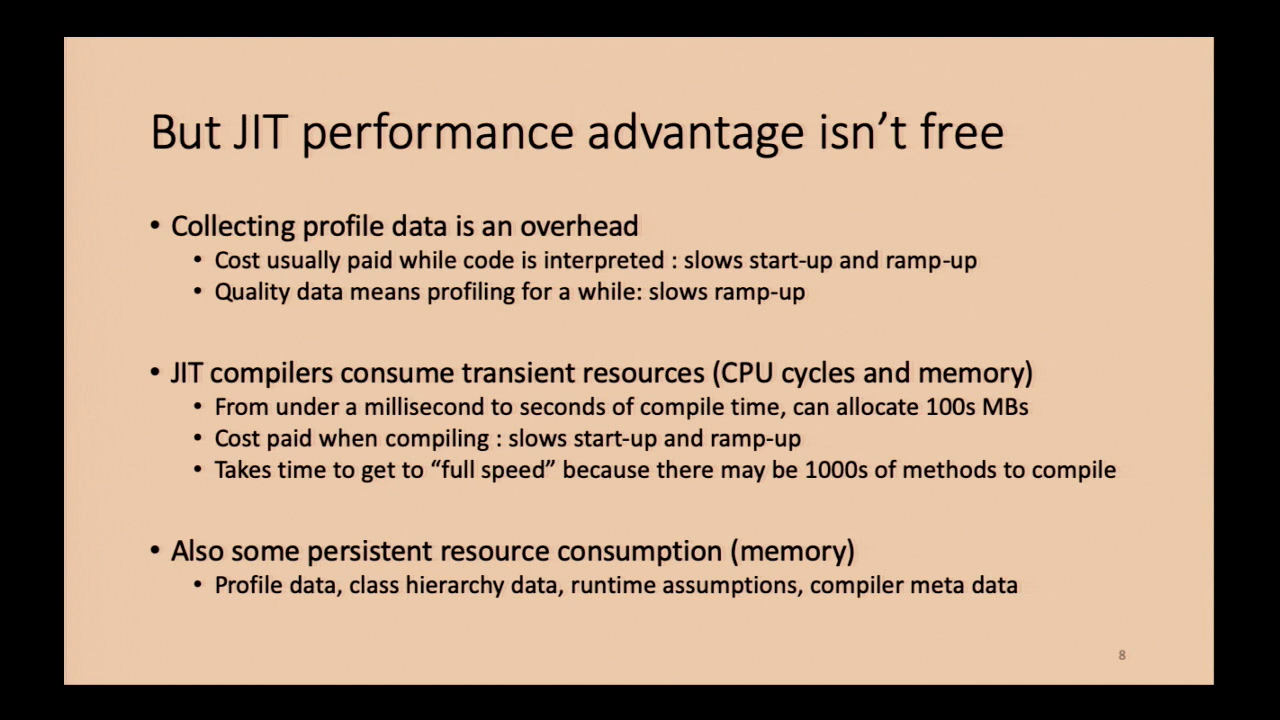 But JIT performance advantage isn’t free
• Collecting profile data is an overhead
• Cost usually paid while code is interpreted : slows start-up and ramp-up
• Quality data means profiling for a while: slows ramp-up
• JIT compilers consume transient resources (CPU cycles and memory)
• From under a millisecond to seconds of compile time, can allocate 100s MBs
• Cost paid when compiling : slows start-up and ramp-up
• Takes time to get to “full speed” because there may be 1000s of methods to compile
• Also some persistent resource consumption (memory)
• Profile data, class hierarchy data, runtime assumptions, compiler meta data
8